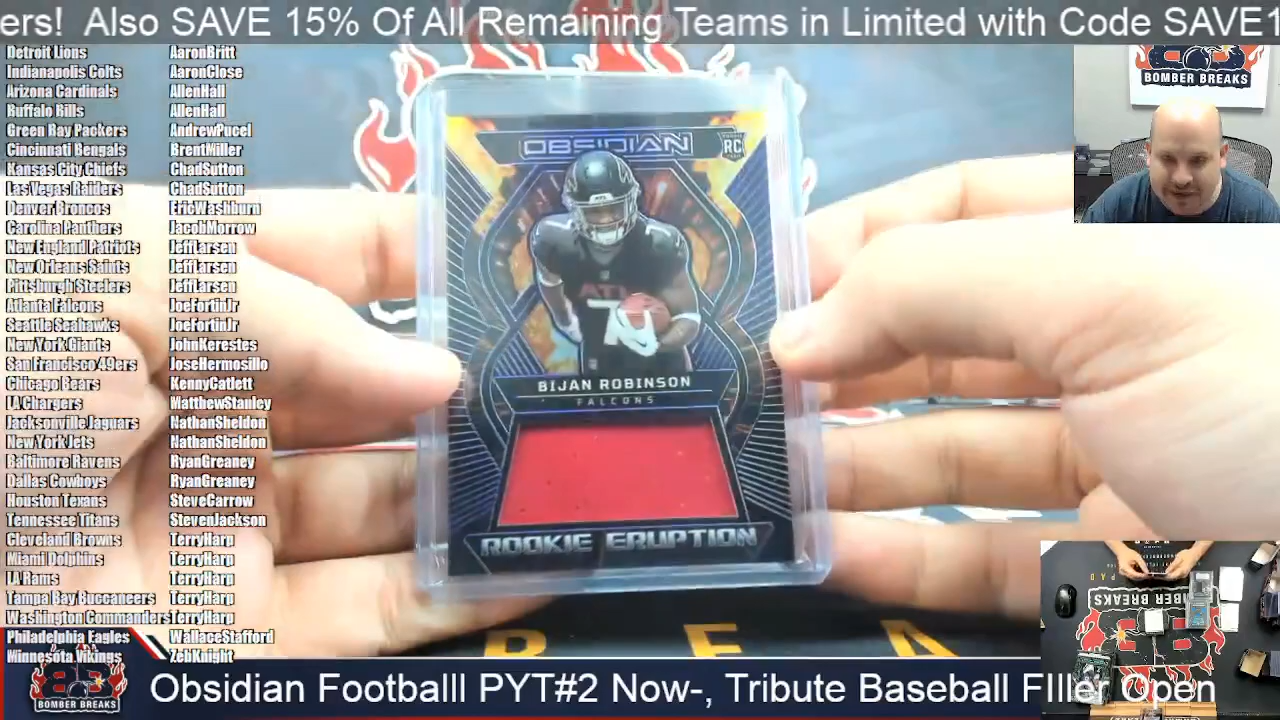 ers! Also SAVE 15% Of All Remaining Teams in Limited with Code SAVE1
Detroit Lions AaronBritt
Indianapolis Colts AaronClose
Arizona Cardinals AllenHall
Buffalo Bills AllenHall
Green Bay Packers AndrewPucel
Cincinnati Bengals BrentMiller
Kansas City Chiefs ChadSutton
Las Vegas Raiders ChadSutton
Denver Broncos EricWashburn
Carolina Panthers JacobMorrow
New England Patriots JeffLarsen
New Orleans Saints JeffLarsen
Pittsburgh Steelers JeffLarsen
Atlanta Falcons JoeFortinJr
Seattle Seahawks JoeFortinJr
New York Giants JohnKerestes
San Francisco 49ers JoseHermosillo
Chicago Bears KennyCatlett
LA Chargers MatthewStanley
Jacksonville Jaguars NathanSheldon
New York Jets NathanSheldon
Baltimore Ravens RyanGreaney
Dallas Cowboys RyanGreaney
Houston Texans SteveCarrow
Tennessee Titans StevenJackson
Cleveland Browns TerryHarp
Miami Dolphins TerryHarp
LA Rams TerryHarp
Tampa Bay Buccaneers TerryHarp
Washington Commanders TerryHarp
Philadelphia Eagles WallaceStafford
Minnesota Vikings ZebKnight
OBSIDIAN
RC
ATL
7
BIJAN ROBINSON
FALCONS
ROOKIE ERUPTION
BOMBER BREAKS
BOMBER BREAKS
BOMBER BREAKS
Obsidian Footballl PYT#2 Now-, Tribute Baseball FIller Open